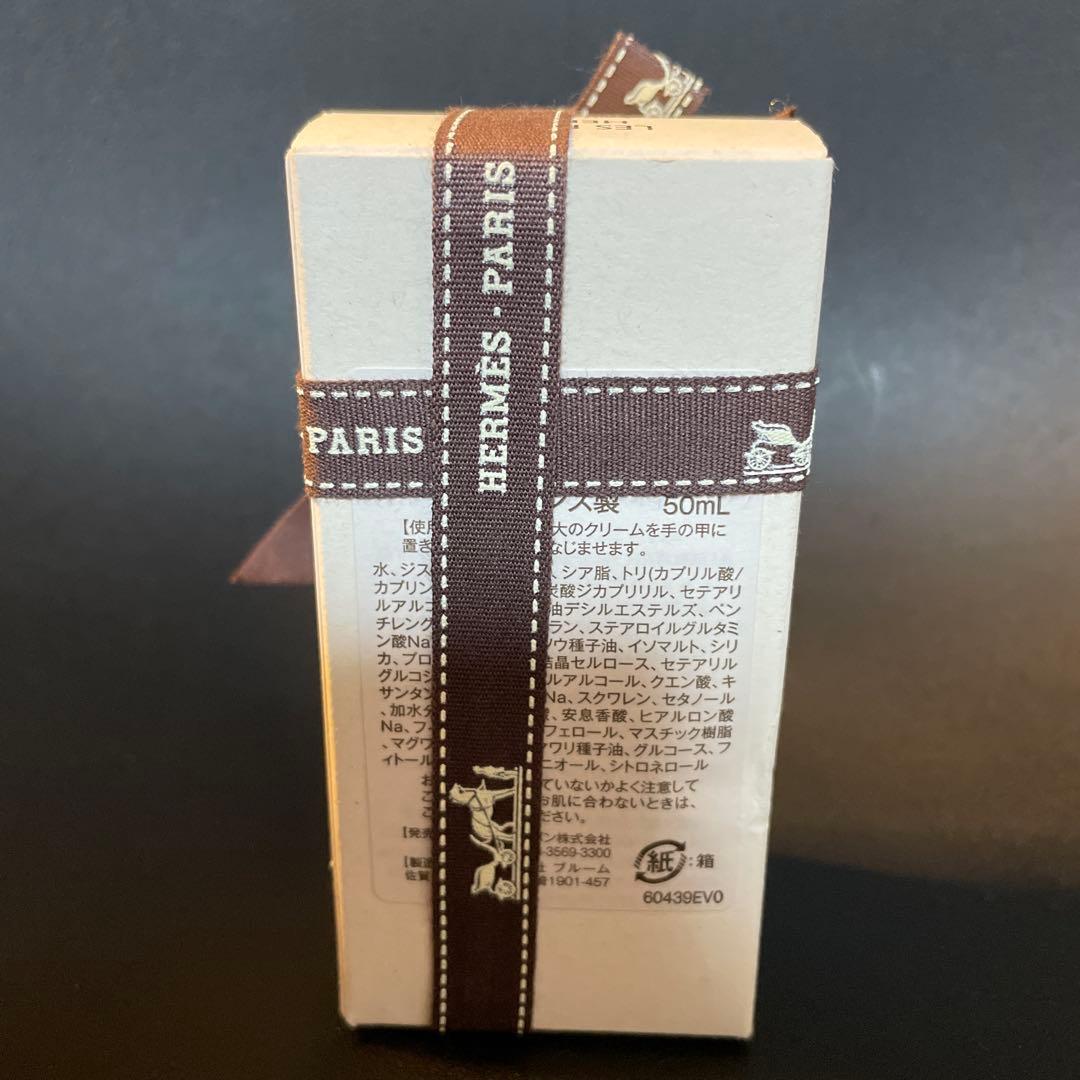 HERMÈS · PARIS
PARIS
ンス製 50mL
【使 大のクリームを手の甲に
置き なじませます。
水、ジス 、シア脂、トリ(カプリル酸/
カプリン 炭酸ジカプリリル、セテアリ
ルアルコ 油デシルエステルズ、ペン
チレング ラン、ステアロイルグルタミ
ン酸Na ソウ種子油、イソマルト、シリ
カ、プロ 結晶セルロース、セテアリル
グルコシ ルアルコール、クエン酸、キ
サンタン Na、スクワレン、セタノール
、加水分 、安息香酸、ヒアルロン酸
Na、フ フェロール、マスチック樹脂
、マグワ マワリ種子油、グルコース、フ
ィトール ニオール、シトロネロール
お ていないかよく注意して
ご お肌に合わないときは、
ご ださい。
【発売 パン株式会社
-3569-3300
【製造 社 ブルーム
佐賀 1901-457
紙:箱
60439EV0